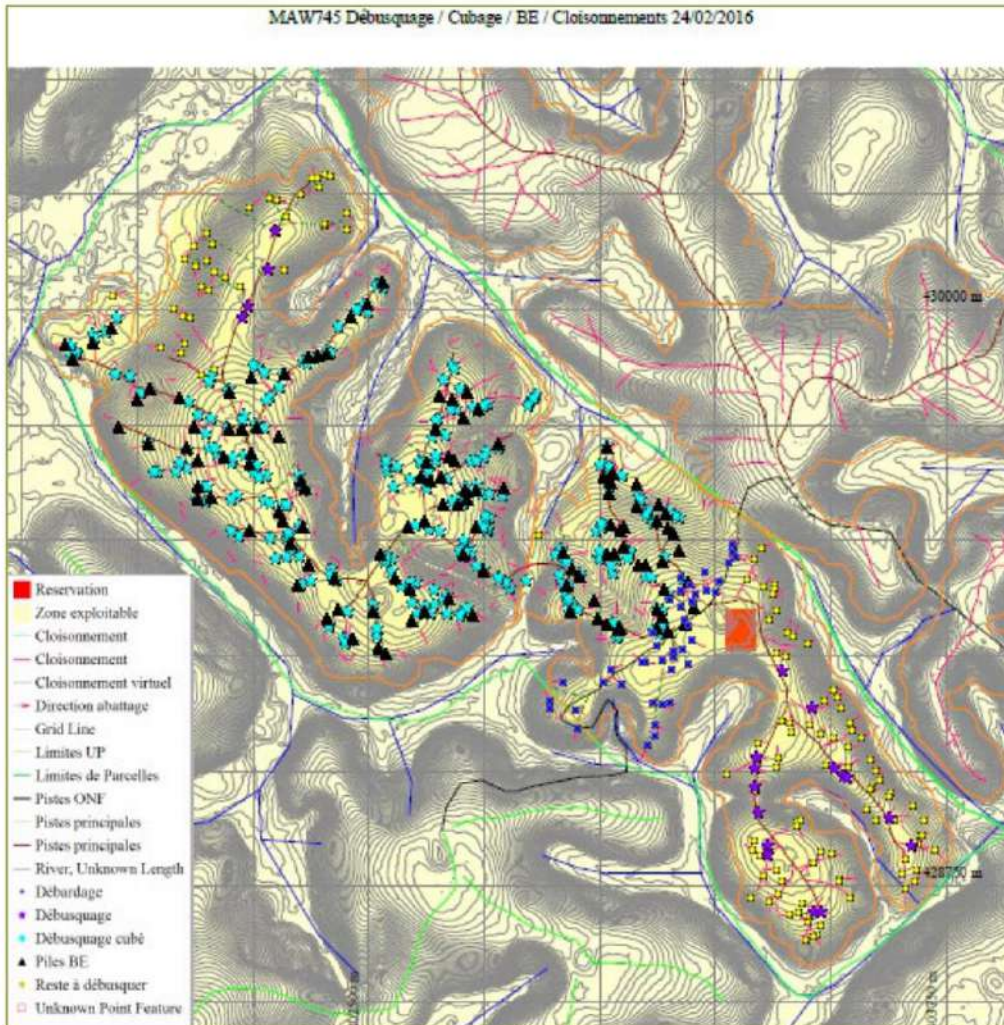 MAW745 Débusquage / Cubage / BE / Cloisonnements 24/02/2016
430000 m
Reservation
Zone exploitable
Cloisonnement
Cloisonnement
Cloisonnement virtuel
Direction abattage
Grid Line
Limites UP
Limites de Parcelles
Pistes ONF
Pistes principales
Pistes principales
River, Unknown Length
Débardage
Débusquage
Débusquage cubé
Piles BE
Reste à débusquer
Unknown Point Feature
428750 m